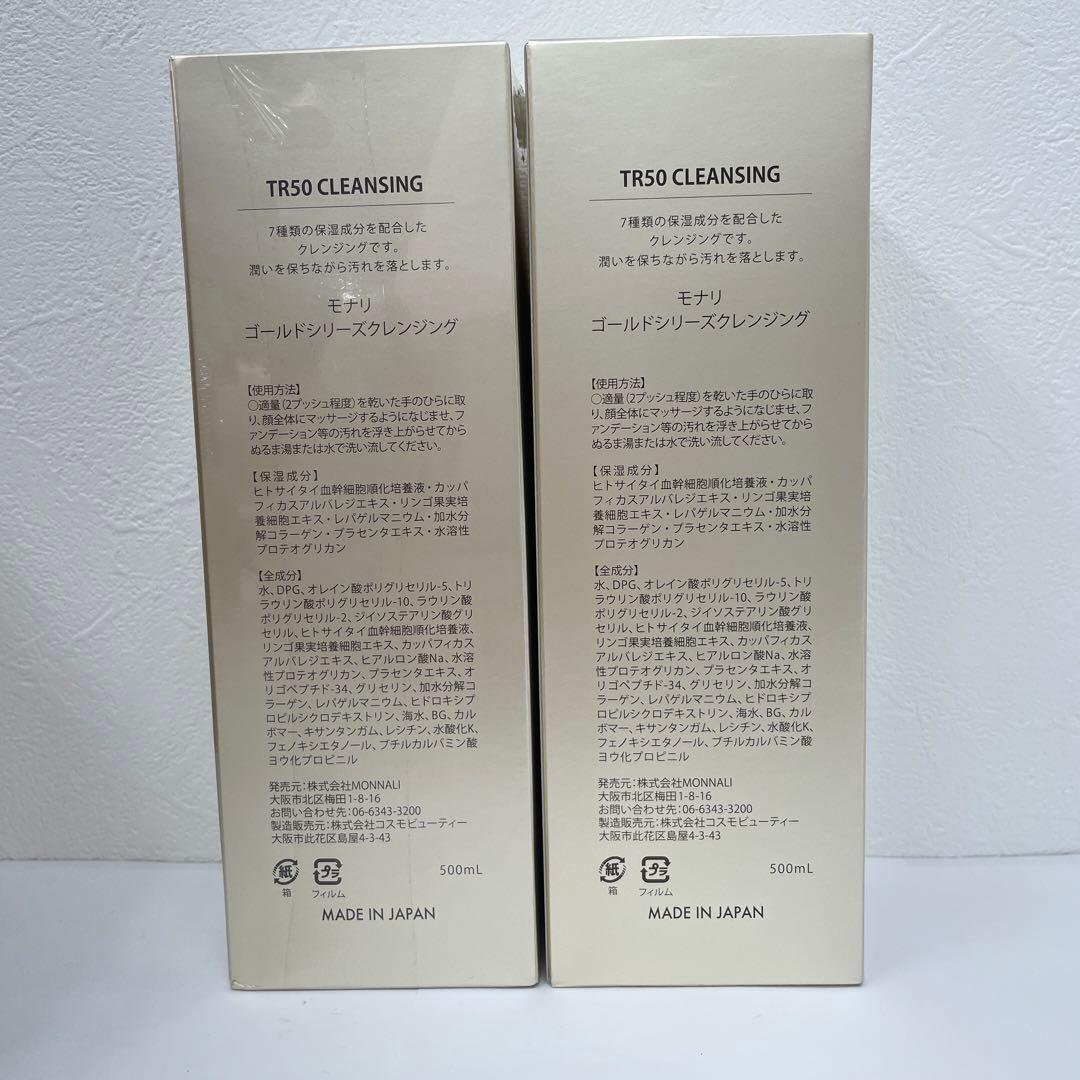 TR50 CLEANSING
7種類の保湿成分を配合した
クレンジングです。
潤いを保ちながら汚れを落とします。
モナリ
ゴールドシリーズクレンジング
【使用方法】
○適量（2プッシュ程度）を乾いた手のひらに取
り、顔全体にマッサージするようになじませ、フ
ァンデーション等の汚れを浮き上がらせてから
ぬるま湯または水で洗い流してください。
【保湿成分】
ヒトサイタイ血幹細胞順化培養液・カッパ
フィカスアルバレジエキス・リンゴ果実培
養細胞エキス・レバゲルマニウム・加水分
解コラーゲン・プラセンタエキス・水溶性
プロテオグリカン
【全成分】
水、DPG、オレイン酸ポリグリセリル-5、トリ
ラウリン酸ポリグリセリル-10、ラウリン酸
ポリグリセリル-2、ジイソステアリン酸グリ
セリル、ヒトサイタイ血幹細胞順化培養液、
リンゴ果実培養細胞エキス、カッパフィカス
アルバレジエキス、ヒアルロン酸Na、水溶
性プロテオグリカン、プラセンタエキス、オ
リゴペプチド-34、グリセリン、加水分解コ
ラーゲン、レバゲルマニウム、ヒドロキシプ
ロピルシクロデキストリン、海水、BG、カル
ボマー、キサンタンガム、レシチン、水酸化K、
フェノキシエタノール、ブチルカルバミン酸
ヨウ化プロピニル
発売元：株式会社MONNALI
大阪市北区梅田1-8-16
お問い合わせ先：06-6343-3200
製造販売元：株式会社コスモビューティー
大阪市此花区島屋4-3-43
紙 プラ 500mL
箱 フィルム
MADE IN JAPAN
TR50 CLEANSING
7種類の保湿成分を配合した
クレンジングです。
潤いを保ちながら汚れを落とします。
モナリ
ゴールドシリーズクレンジング
【使用方法】
○適量（2プッシュ程度）を乾いた手のひらに取
り、顔全体にマッサージするようになじませ、フ
ァンデーション等の汚れを浮き上がらせてから
ぬるま湯または水で洗い流してください。
【保湿成分】
ヒトサイタイ血幹細胞順化培養液・カッパ
フィカスアルバレジエキス・リンゴ果実培
養細胞エキス・レバゲルマニウム・加水分
解コラーゲン・プラセンタエキス・水溶性
プロテオグリカン
【全成分】
水、DPG、オレイン酸ポリグリセリル-5、トリ
ラウリン酸ポリグリセリル-10、ラウリン酸
ポリグリセリル-2、ジイソステアリン酸グリ
セリル、ヒトサイタイ血幹細胞順化培養液、
リンゴ果実培養細胞エキス、カッパフィカス
アルバレジエキス、ヒアルロン酸Na、水溶
性プロテオグリカン、プラセンタエキス、オ
リゴペプチド-34、グリセリン、加水分解コ
ラーゲン、レバゲルマニウム、ヒドロキシプ
ロピルシクロデキストリン、海水、BG、カル
ボマー、キサンタンガム、レシチン、水酸化K、
フェノキシエタノール、ブチルカルバミン酸
ヨウ化プロピニル
発売元：株式会社MONNALI
大阪市北区梅田1-8-16
お問い合わせ先：06-6343-3200
製造販売元：株式会社コスモビューティー
大阪市此花区島屋4-3-43
紙 プラ 500mL
箱 フィルム
MADE IN JAPAN